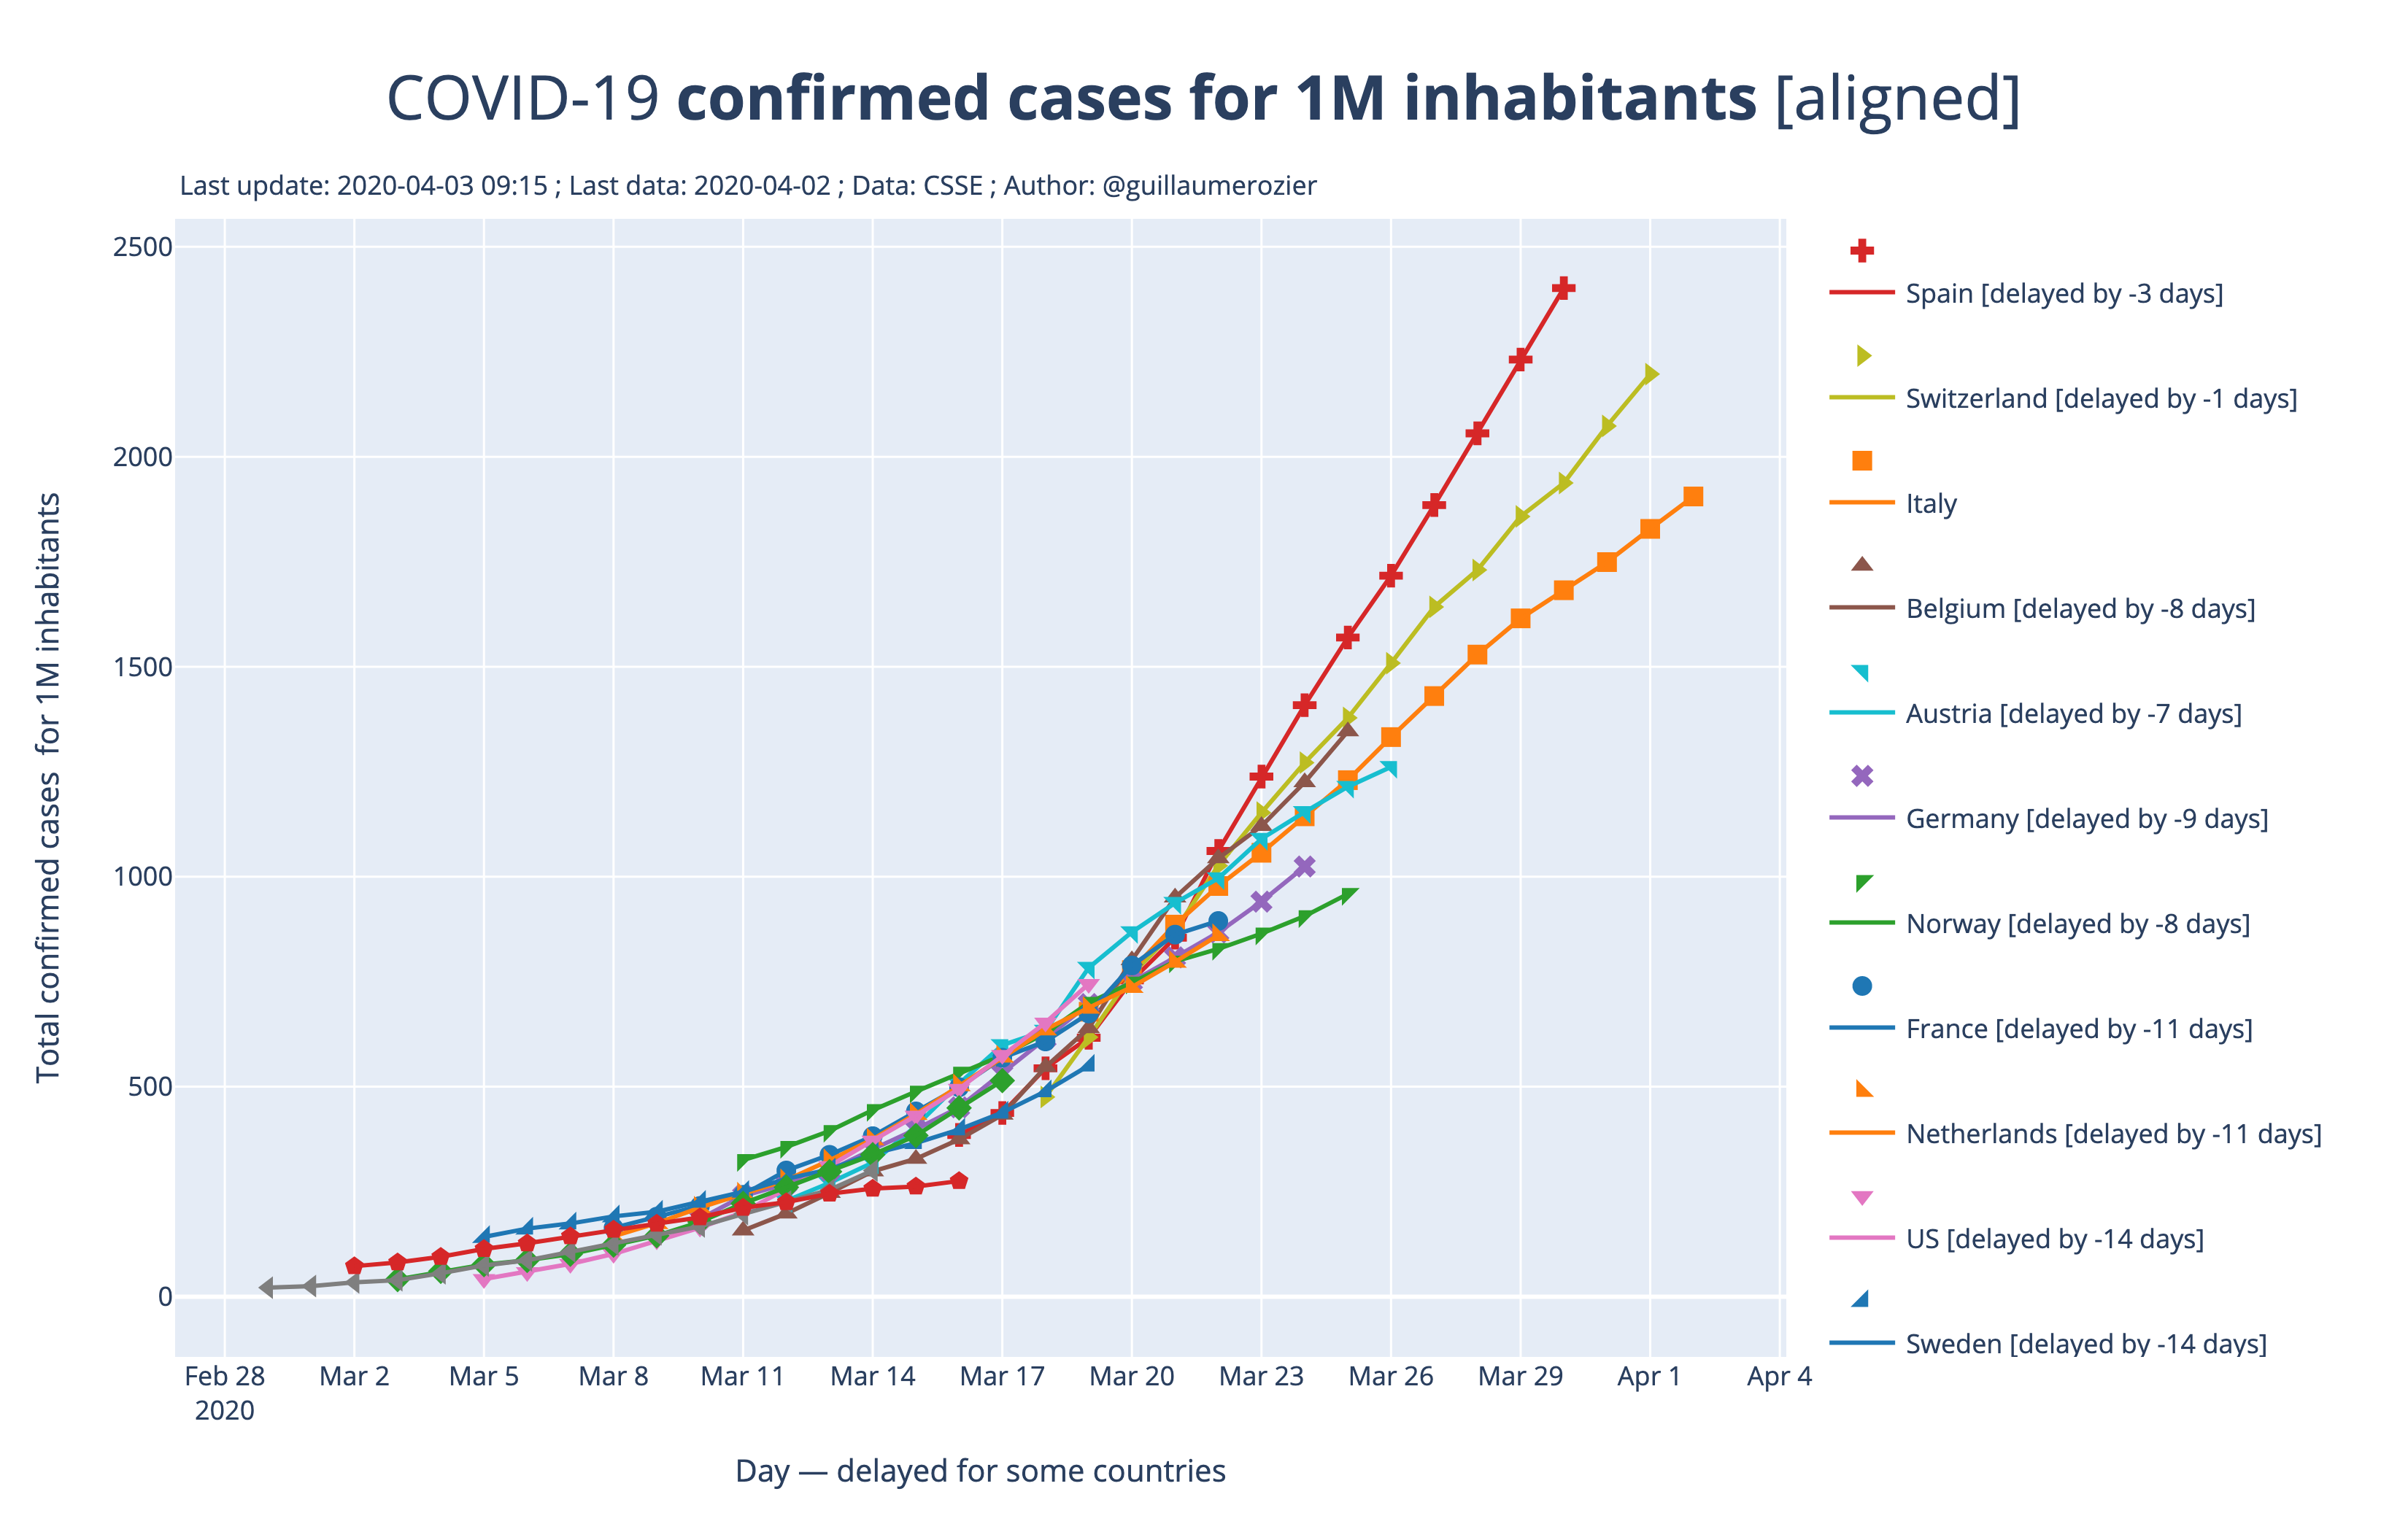 COVID-19 confirmed cases for 1M inhabitants [aligned]
Last update: 2020-04-03 09:15 ; Last data: 2020-04-02 ; Data: CSSE ; Author: @guillaumerozier
Total confirmed cases for 1M inhabitants
2500
2000
1500
1000
500
0
Feb 28
2020
Mar 2
Mar 5
Mar 8
Mar 11
Mar 14
Mar 17
Mar 20
Mar 23
Mar 26
Mar 29
Apr 1
Apr 4
Day — delayed for some countries
Spain [delayed by -3 days]
Switzerland [delayed by -1 days]
Italy
Belgium [delayed by -8 days]
Austria [delayed by -7 days]
Germany [delayed by -9 days]
Norway [delayed by -8 days]
France [delayed by -11 days]
Netherlands [delayed by -11 days]
US [delayed by -14 days]
Sweden [delayed by -14 days]